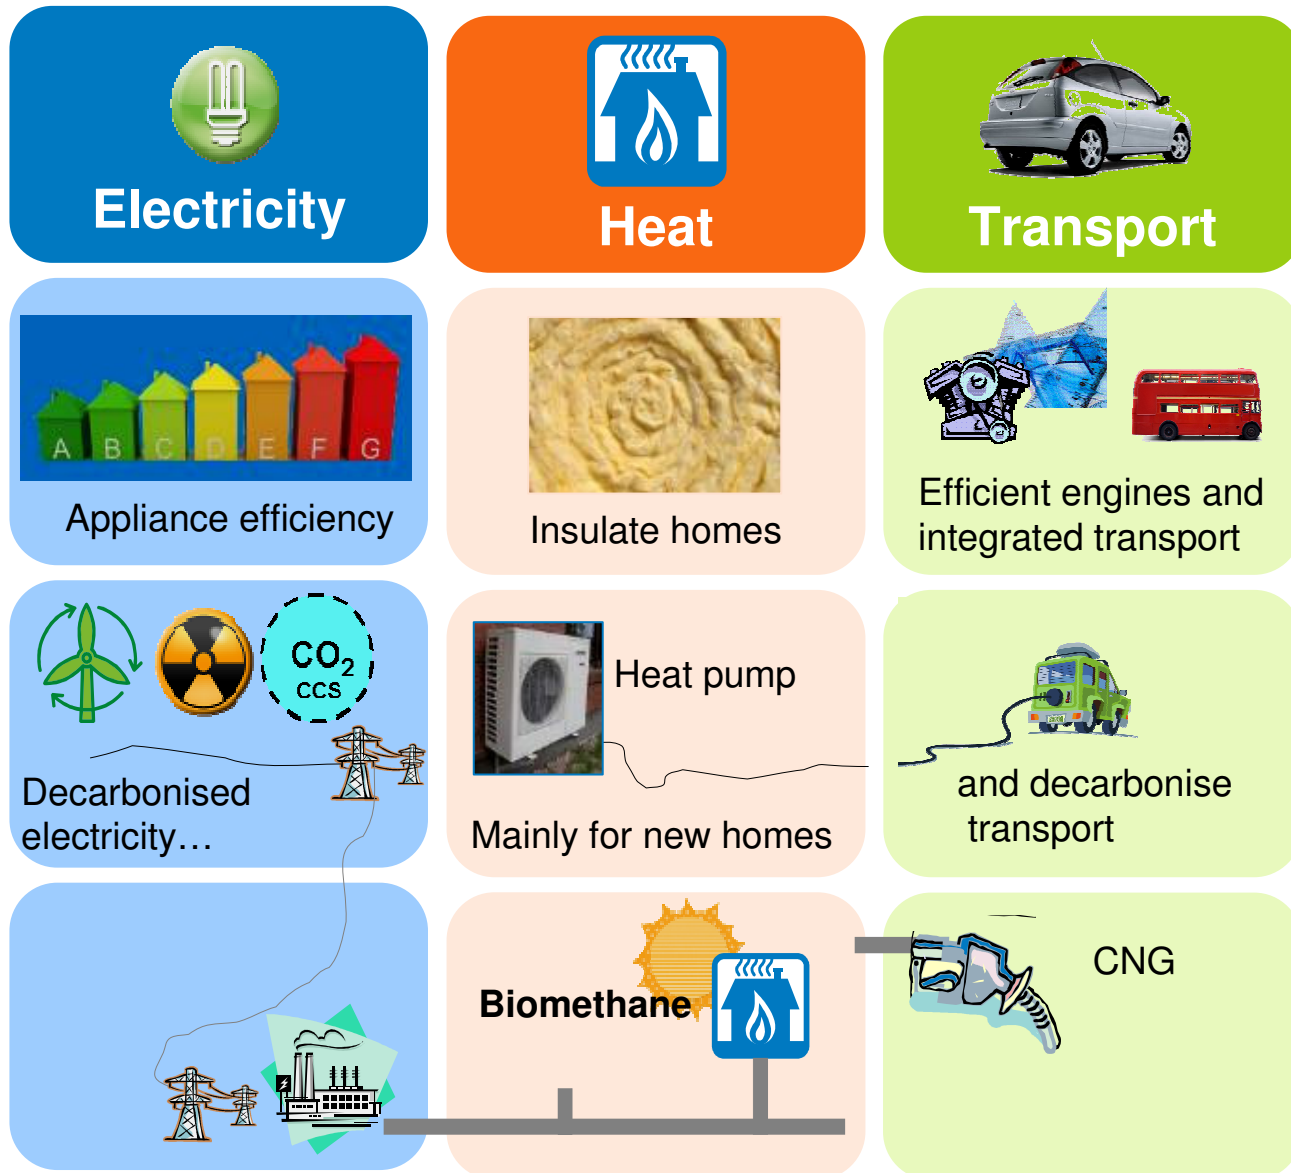 Electricity
Heat
Transport
A B C D E F G
Appliance efficiency
Insulate homes
Efficient engines and
integrated transport
CO2
CCS
Decarbonised
electricity…
Heat pump
Mainly for new homes
and decarbonise
transport
Biomethane
CNG